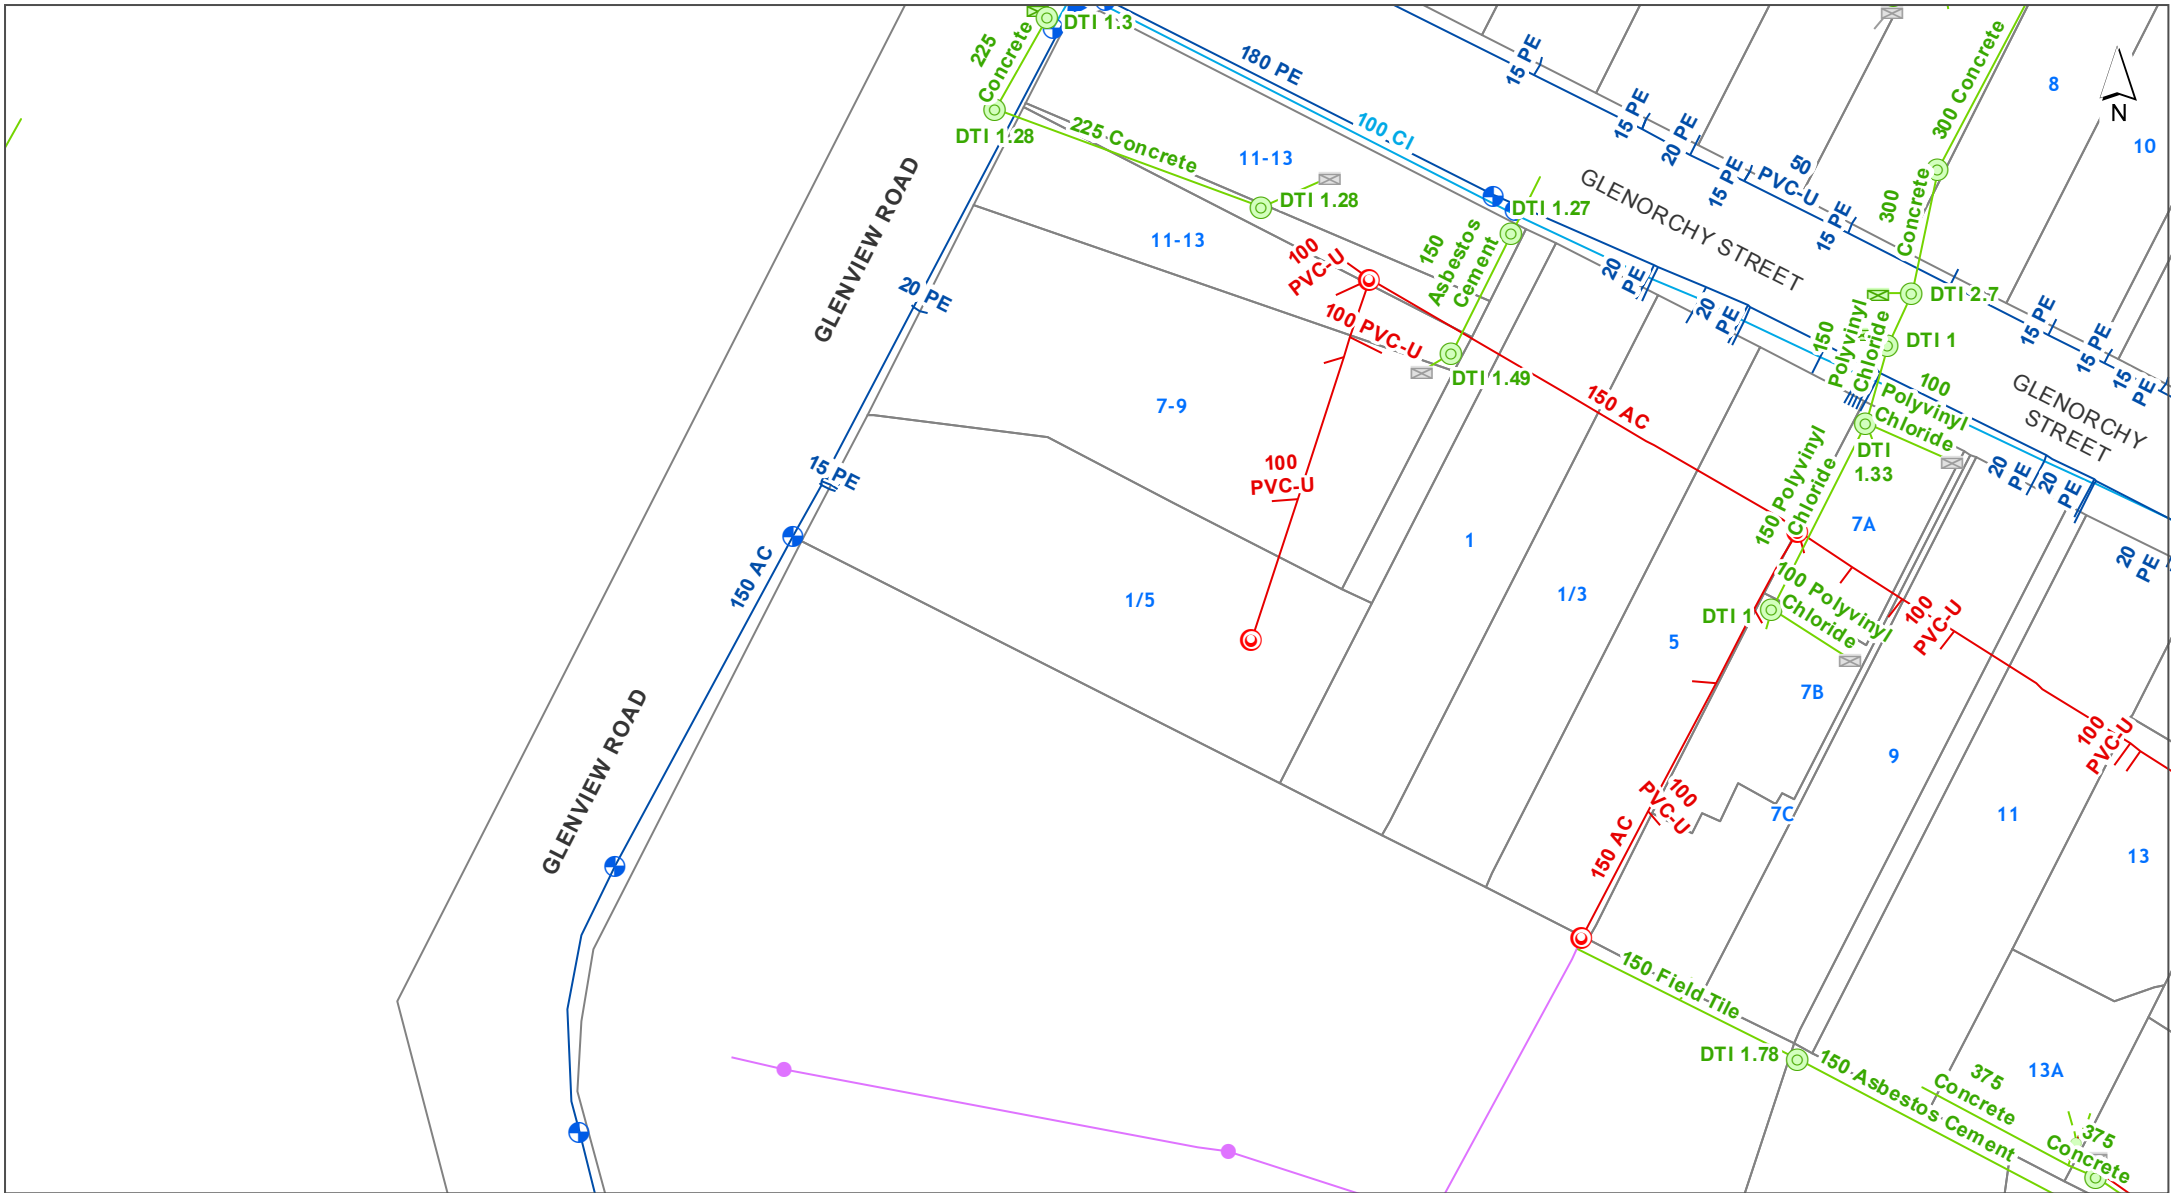 DTI 1.3
225
Concrete
DTI 1.28
180 PE
100 CI
225 Concrete
11-13
DTI 1.28
11-13
GLENVIEW ROAD
20 PE
15 PE
150 AC
GLENVIEW ROAD
15 PE
15 PE
20 PE
15 PE
50
PVC-U
15 PE
300 Concrete
8
10
N
300
Concrete
GLENORCHY STREET
DTI 1.27
150
Asbestos
Cement
100
PVC-U
100 PVC-U
DTI 1.49
20
PE
20
PE
DTI 2.7
DTI 1
150
Polyvinyl
Chloride
15 PE
15 PE
15
PE
GLENORCHY
STREET
100
Polyvinyl
Chloride
DTI
1.33
20
PE
20
PE
20
PE
7-9
150 AC
100
PVC-U
1/5
1
1/3
5
150 Polyvinyl
Chloride
7A
100 Polyvinyl
Chloride
DTI 1
100
PVC-U
7B
9
100
PVC-U
100
PVC-U
7C
11
13
150 AC
150 Field Tile
DTI 1.78
150 Asbestos Cement
375
Concrete
13A
375
Concrete